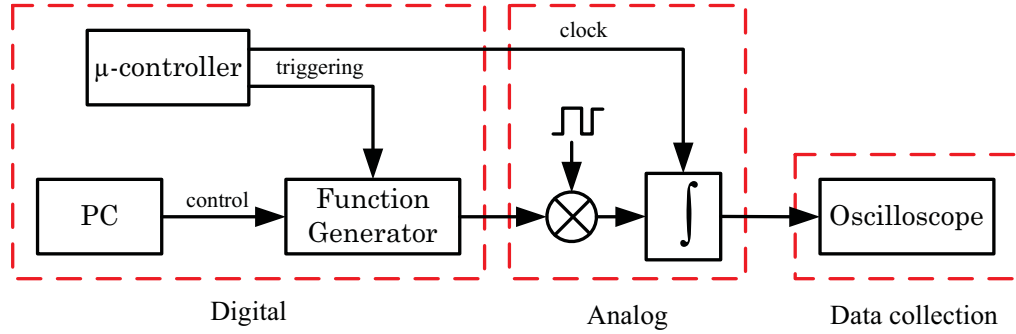 clock
μ-controller
triggering
PC
control
Function
Generator
∫
Oscilloscope
Digital
Analog
Data collection